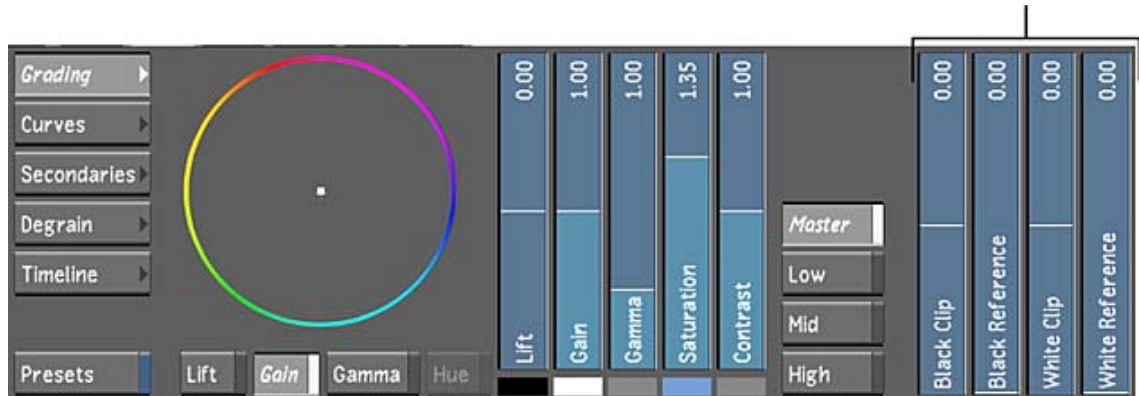 Grading
Curves
Secondaries
Degrain
Timeline
Presets
Lift
Gain
Gamma
Hue
0.00
Lift
1.00
Gain
1.00
Gamma
1.35
Saturation
1.00
Contrast
Master
Low
Mid
High
0.00
Black Clip
0.00
Black Reference
0.00
White Clip
0.00
White Reference